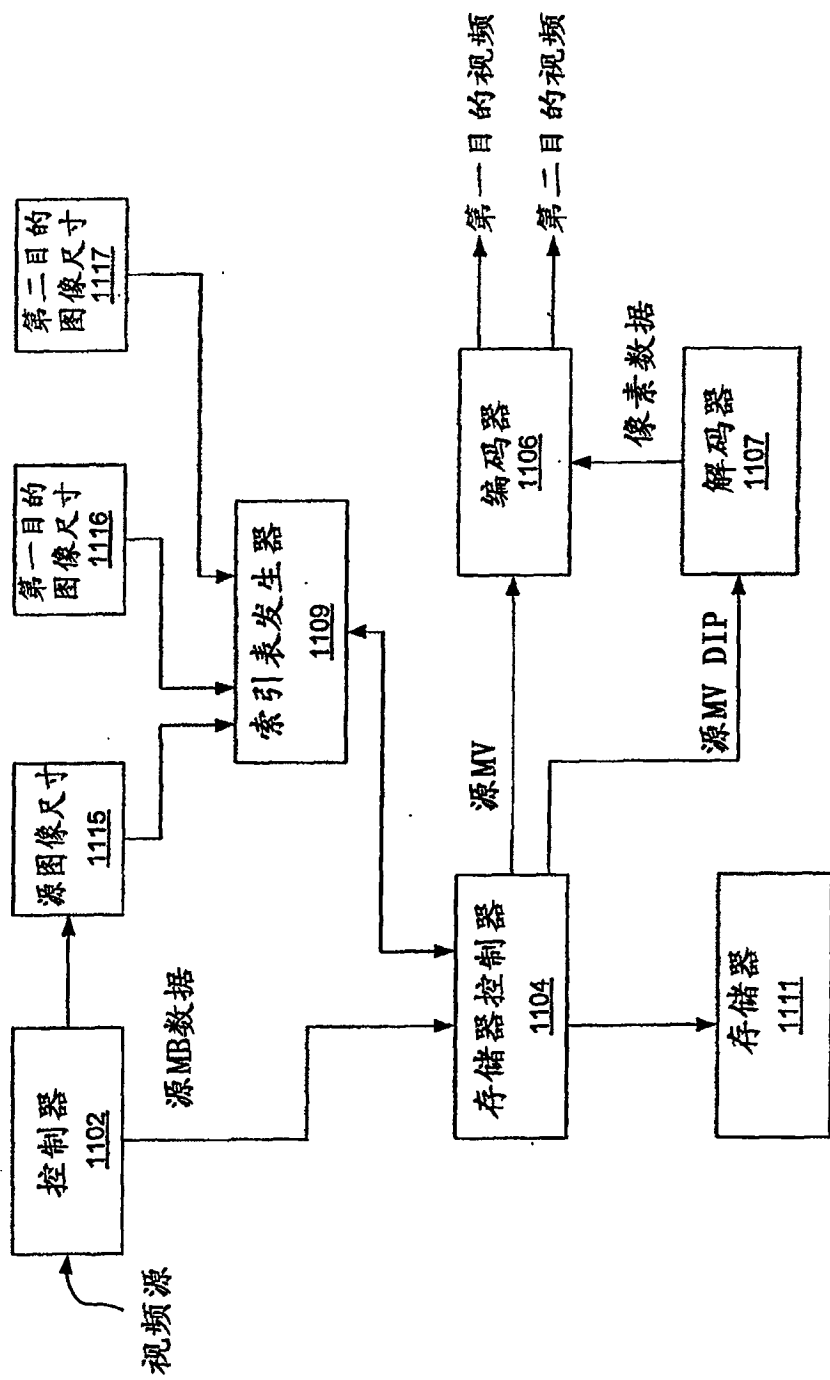 视频源
控制器
1102
源图像尺寸
1115
第一目的
图像尺寸
1116
第二目的
图像尺寸
1117
源MB数据
索引表发生器
1109
存储器控制器
1104
源MV
源MV DIP
编码器
1106
第一目的视频
第二目的视频
像素数据
存储器
1111
解码器
1107